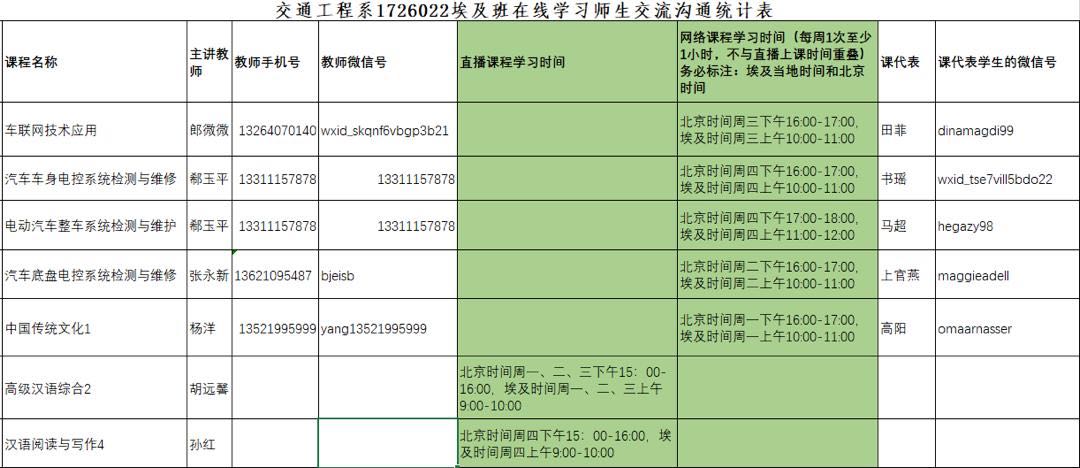 交通工程系1726022埃及班在线学习师生交流沟通统计表
课程名称
主讲教
师
教师手机号
教师微信号
直播课程学习时间
网络课程学习时间（每周1次至少
1小时，不与直播上课时间重叠）
务必标注：埃及当地时间和北京
时间
课代表
课代表学生的微信号
车联网技术应用
郎微微
13264070140
wxid_skqnf6vbgp3b21
北京时间周三下午16:00-17:00,
埃及时间周三上午10:00-11:00
田菲
dinamagdi99
汽车车身电控系统检测与维修
郗玉平
13311157878
13311157878
北京时间周四下午16:00-17:00,
埃及时间周四上午10:00-11:00
书瑶
wxid_tse7vill5bdo22
电动汽车整车系统检测与维护
郗玉平
13311157878
13311157878
北京时间周四下午17:00-18:00,
埃及时间周四上午11:00-12:00
马超
hegazy98
汽车底盘电控系统检测与维修
张永新
13621095487
bjeisb
北京时间周二下午16:00-17:00,
埃及时间周二上午10:00-11:00
上官燕
maggieadell
中国传统文化1
杨洋
13521995999
yang13521995999
北京时间周一下午16:00-17:00,
埃及时间周一上午10:00-11:00
高阳
omaarnasser
高级汉语综合2
胡远馨
北京时间周一、二、三下午15：00-
16:00，埃及时间周一、二、三上午
9:00-10:00
汉语阅读与写作4
孙红
北京时间周四下午15：00-16:00，埃
及时间周四上午9:00-10:00